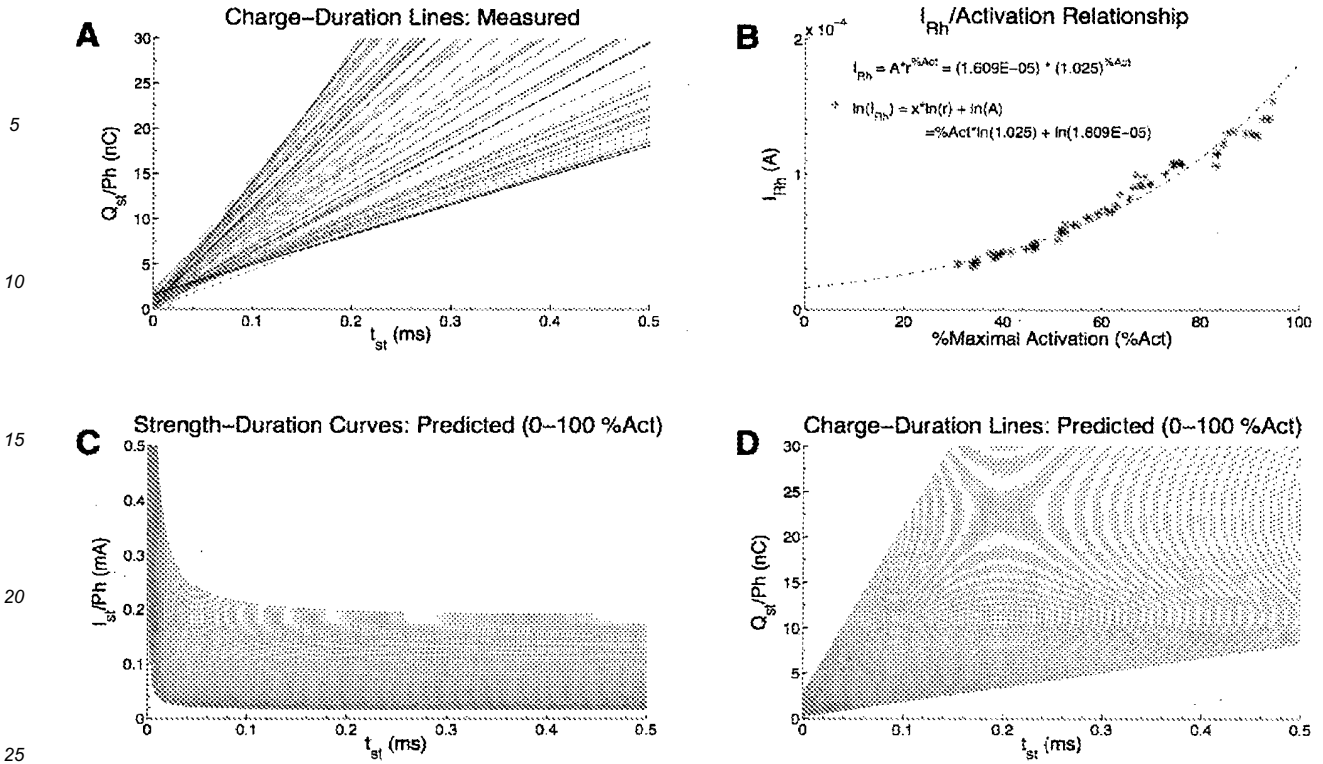 A
Charge–Duration Lines: Measured
Q_st/Ph (nC)
30
25
20
15
10
5
0
0 0.1 0.2 0.3 0.4 0.5
t_st (ms)
B
I_Rh/Activation Relationship
x 10^–4
I_Rh = A*r^%Act = (1.609E–05) * (1.025)^%Act
ln(I_Rh) = x*ln(r) + ln(A)
=%Act*ln(1.025) + ln(1.609E–05)
I_Rh (A)
2
1
0
0 20 40 60 80 100
%Maximal Activation (%Act)
C
Strength–Duration Curves: Predicted (0–100 %Act)
I_st/Ph (mA)
0.5
0.4
0.3
0.2
0.1
0
0 0.1 0.2 0.3 0.4 0.5
t_st (ms)
D
Charge–Duration Lines: Predicted (0–100 %Act)
Q_st/Ph (nC)
30
25
20
15
10
5
0
0 0.1 0.2 0.3 0.4 0.5
t_st (ms)
5
10
15
20
25